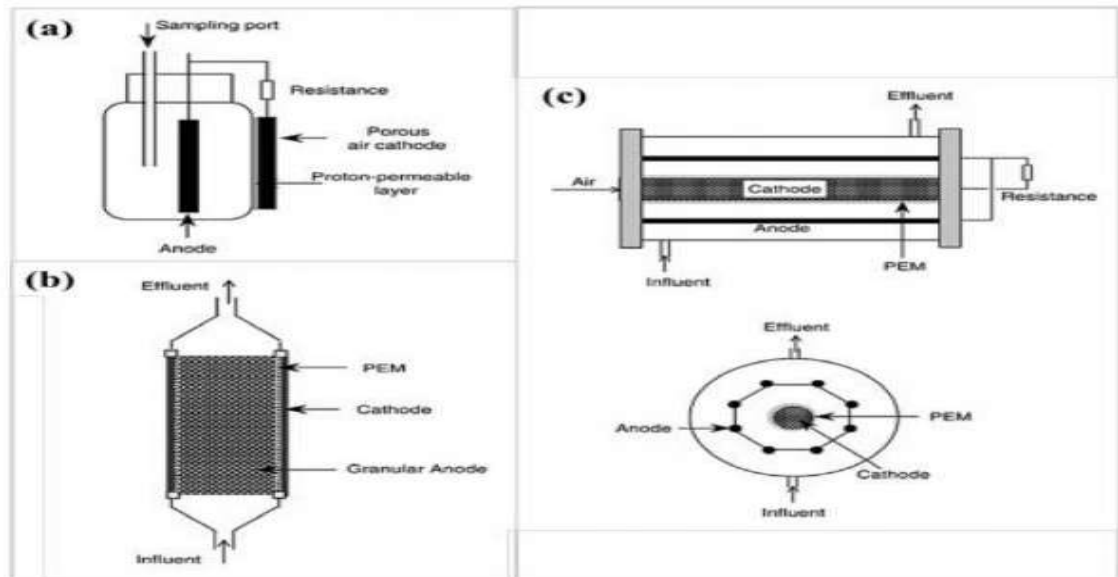 (a)
Sampling port
Resistance
Porous
air cathode
Proton-permeable
layer
Anode
(b)
Effluent
PEM
Cathode
Granular Anode
Influent
(c)
Effluent
Air
Cathode
Resistance
Anode
PEM
Influent
Effluent
Anode
PEM
Cathode
Influent